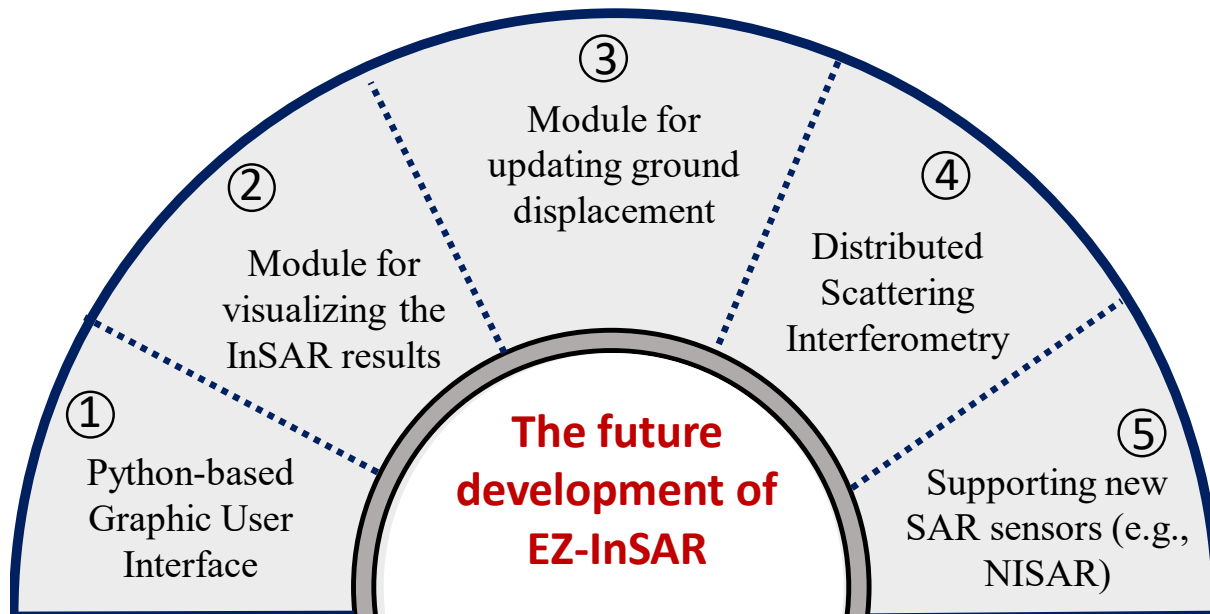 ①
Python-based
Graphic User
Interface
②
Module for
visualizing the
InSAR results
③
Module for
updating ground
displacement
④
Distributed
Scattering
Interferometry
⑤
Supporting new
SAR sensors (e.g.,
NISAR)
The future
development of
EZ-InSAR